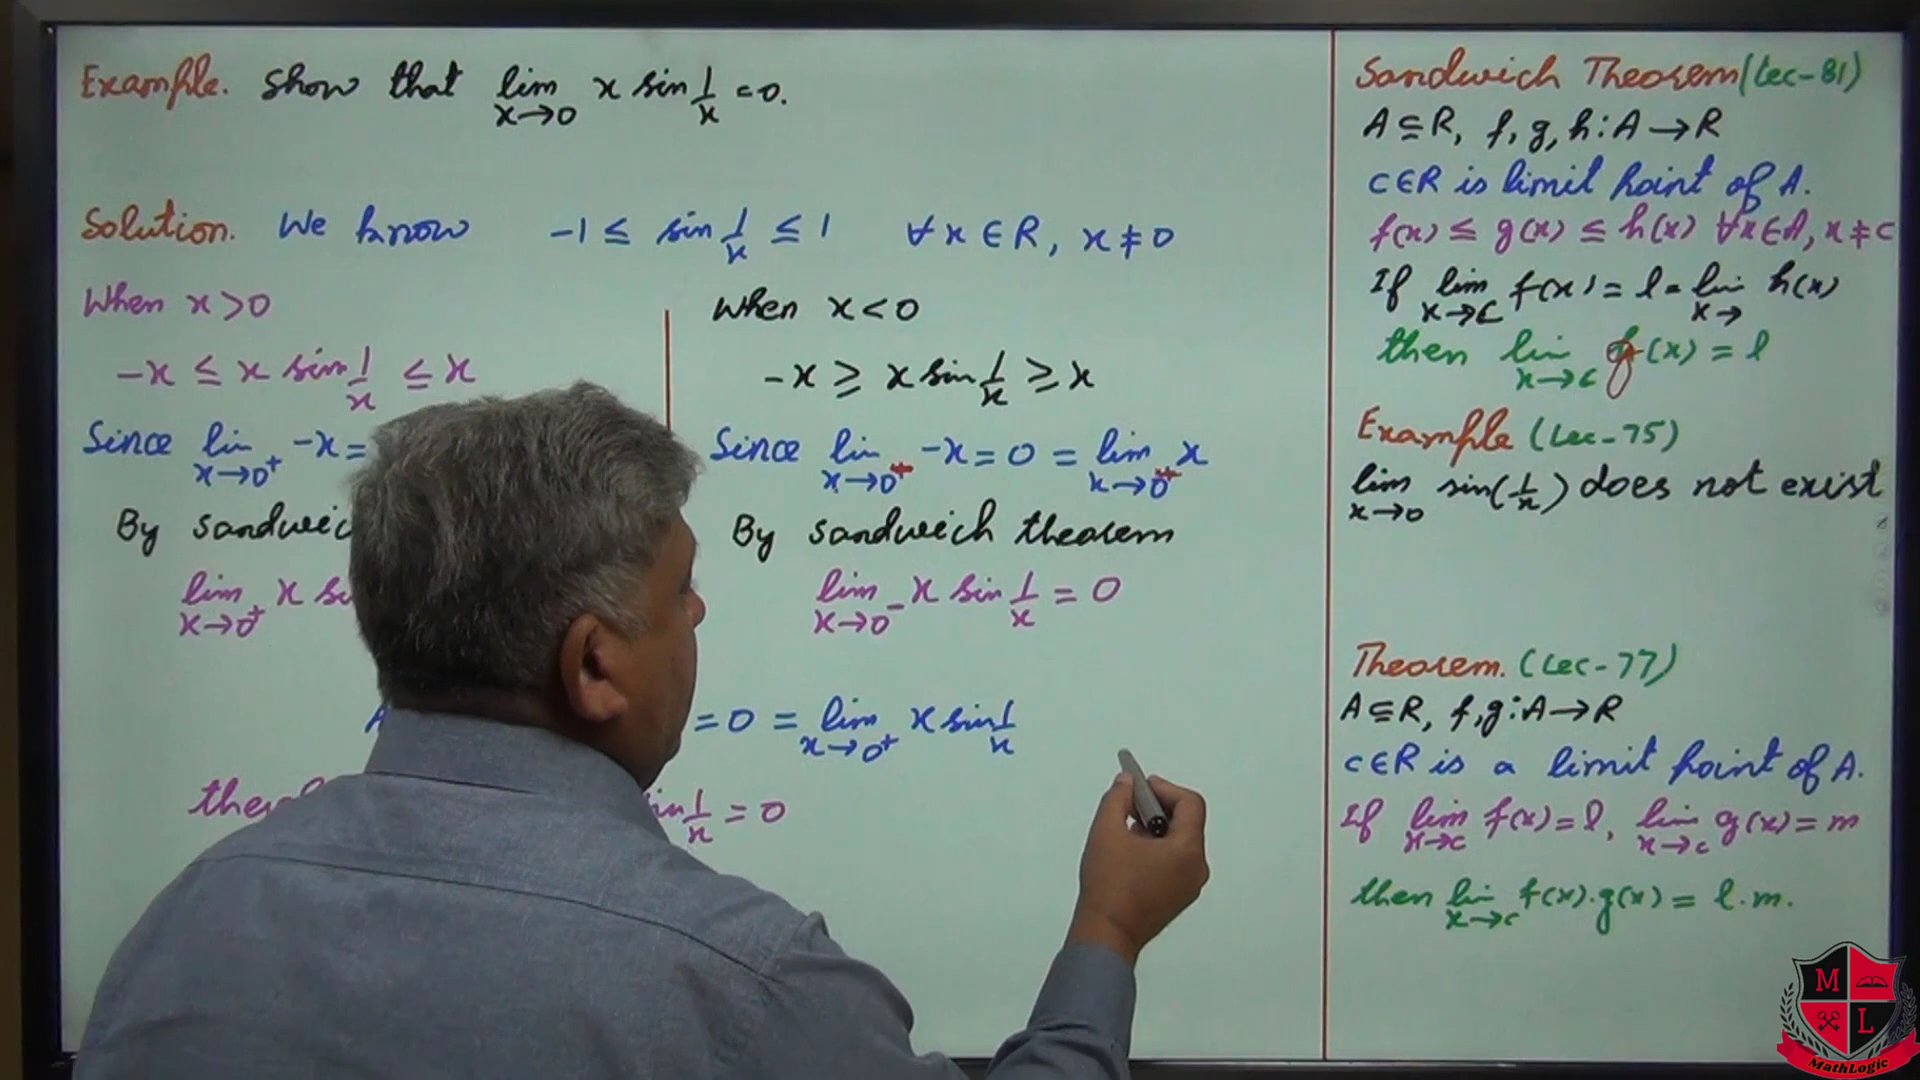 Example. Show that lim x→0 x sin 1/x = 0.
Solution. We know -1 ≤ sin 1/x ≤ 1 ∀ x ∈ R, x ≠ 0
When x > 0
-x ≤ x sin 1/x ≤ x
Since lim x→0⁺ -x =
By sandwic
lim x→0⁺ x si
When x < 0
-x ≥ x sin 1/x ≥ x
Since lim x→0⁻ -x = 0 = lim x→0⁻ x
By sandwich theorem
lim x→0⁻ x sin 1/x = 0
= 0 = lim x→0⁺ x sin 1/x
in 1/x = 0
Sandwich Theorem (Lec-81)
A ⊆ R, f, g, h : A → R
c ∈ R is limit point of A.
f(x) ≤ g(x) ≤ h(x) ∀ x ∈ A, x ≠ c
If lim x→c f(x) = l = lim x→ h(x)
then lim x→c g(x) = l
Example (Lec-75)
lim x→0 sin(1/x) does not exist
Theorem. (Lec-77)
A ⊆ R, f, g : A → R
c ∈ R is a limit point of A.
If lim x→c f(x) = l, lim x→c g(x) = m
then lim x→c f(x).g(x) = l.m.
M
L
MathLogic